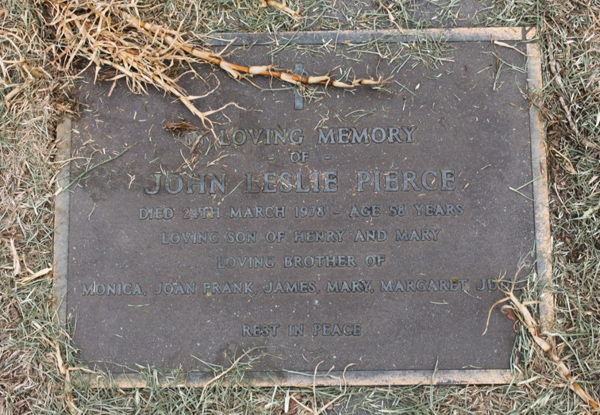 LOVING MEMORY
- OF -
JOHN LESLIE PIERCE
DIED MARCH 1978 - AGE 58 YEARS
LOVING SON OF HENRY AND MARY
LOVING BROTHER OF
MONICA, JOAN FRANK, JAMES, MARY, MARGARET
REST IN PEACE